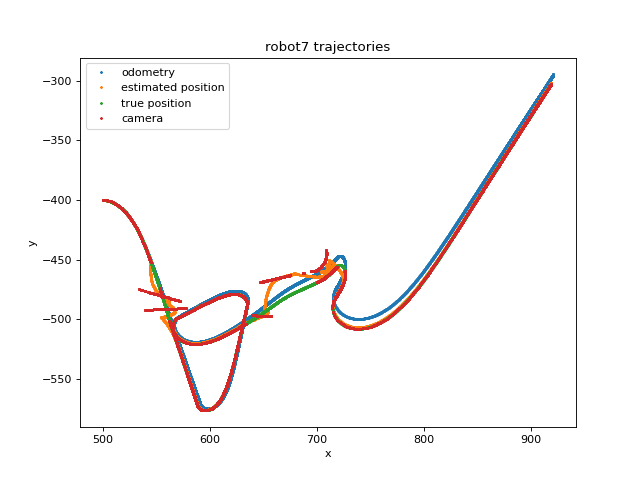 robot7 trajectories
odometry
estimated position
true position
camera
−300
−350
−400
−450
−500
−550
y
500
600
700
800
900
x